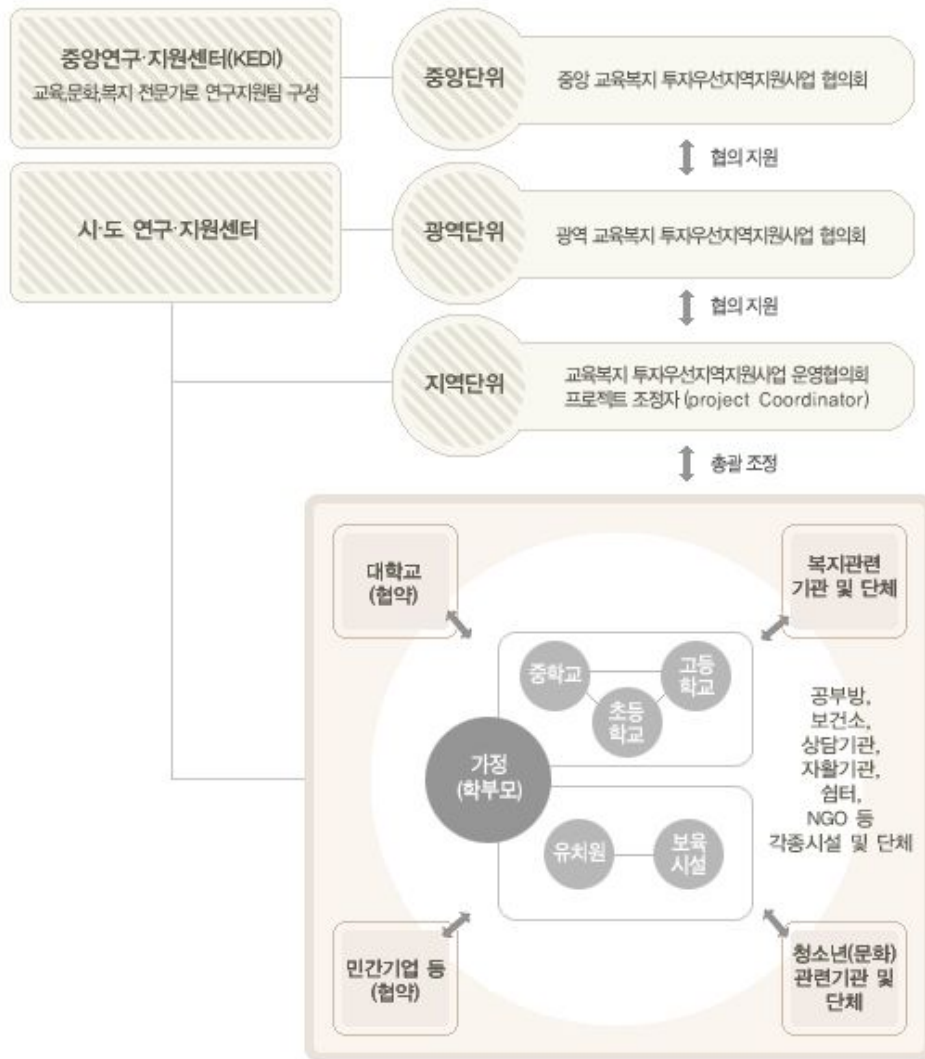 중앙연구·지원센터(KEDI)
교육,문화,복지 전문가로 연구지원팀 구성
중앙단위
중앙 교육복지 투자우선지역지원사업 협의회
협의 지원
시·도 연구·지원센터
광역단위
광역 교육복지 투자우선지역지원사업 협의회
협의 지원
지역단위
교육복지 투자우선지역지원사업 운영협의회
프로젝트 조정자 (project Coordinator)
총괄 조정
대학교
(협약)
복지관련
기관 및 단체
중학교
고등
학교
초등
학교
가정
(학부모)
유치원
보육
시설
공부방,
보건소,
상담기관,
자활기관,
쉼터,
NGO 등
각종시설 및 단체
민간기업 등
(협약)
청소년(문화)
관련기관 및
단체